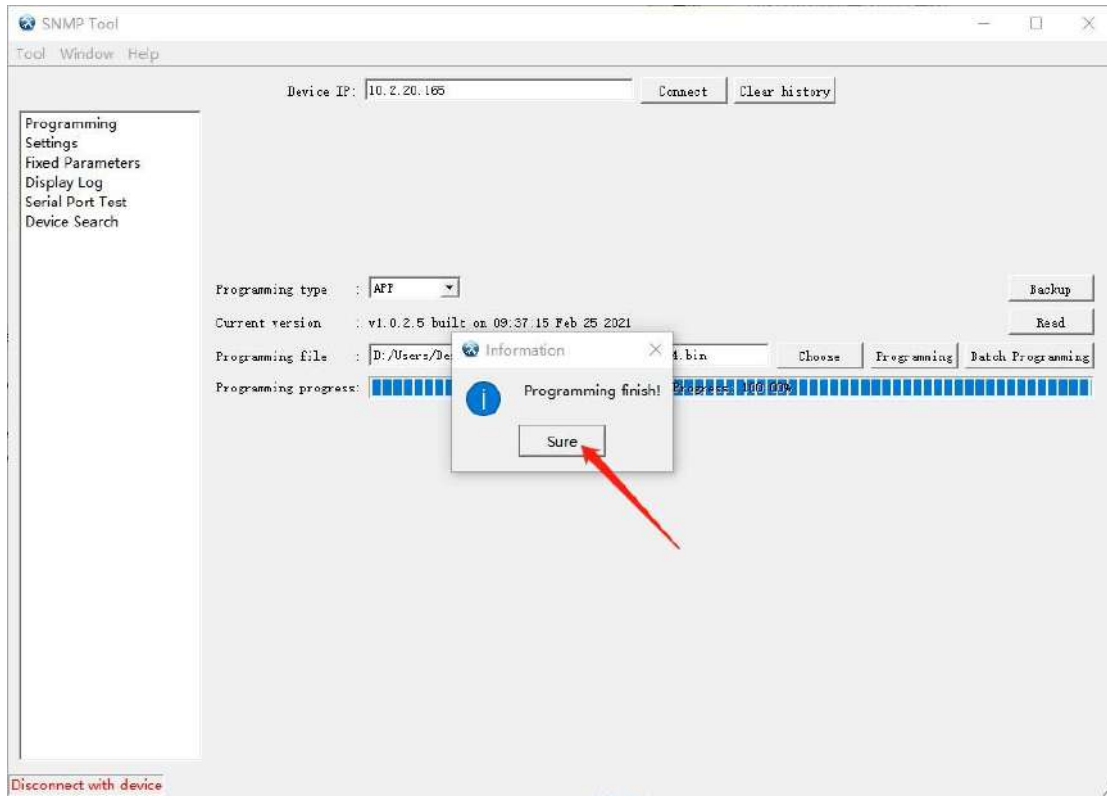 SNMP Tool
Tool Window Help
Device IP: 10.2.20.165 Connect Clear history
Programming
Settings
Fixed Parameters
Display Log
Serial Port Test
Device Search
Programming type : APP Backup
Current version : v1.0.2.5 built on 09:37:15 Feb 25 2021 Read
Programming file : D:/Users/De 4.bin Choose Programming Batch Programming
Programming progress: Progress: 100.00%
Information
Programming finish!
Sure
Disconnect with device